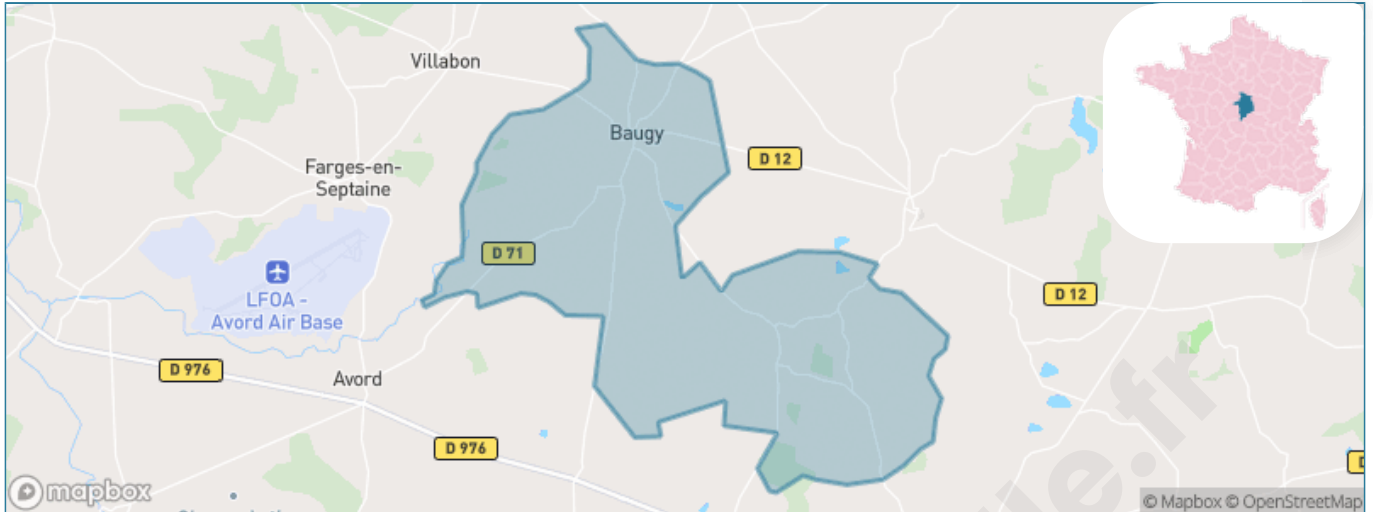 Villabon
Baugy
D 12
Farges-en-
Septaine
D 71
LFOA -
Avord Air Base
D 12
D 976
Avord
D 976
mapbox
© Mapbox © OpenStreetMap